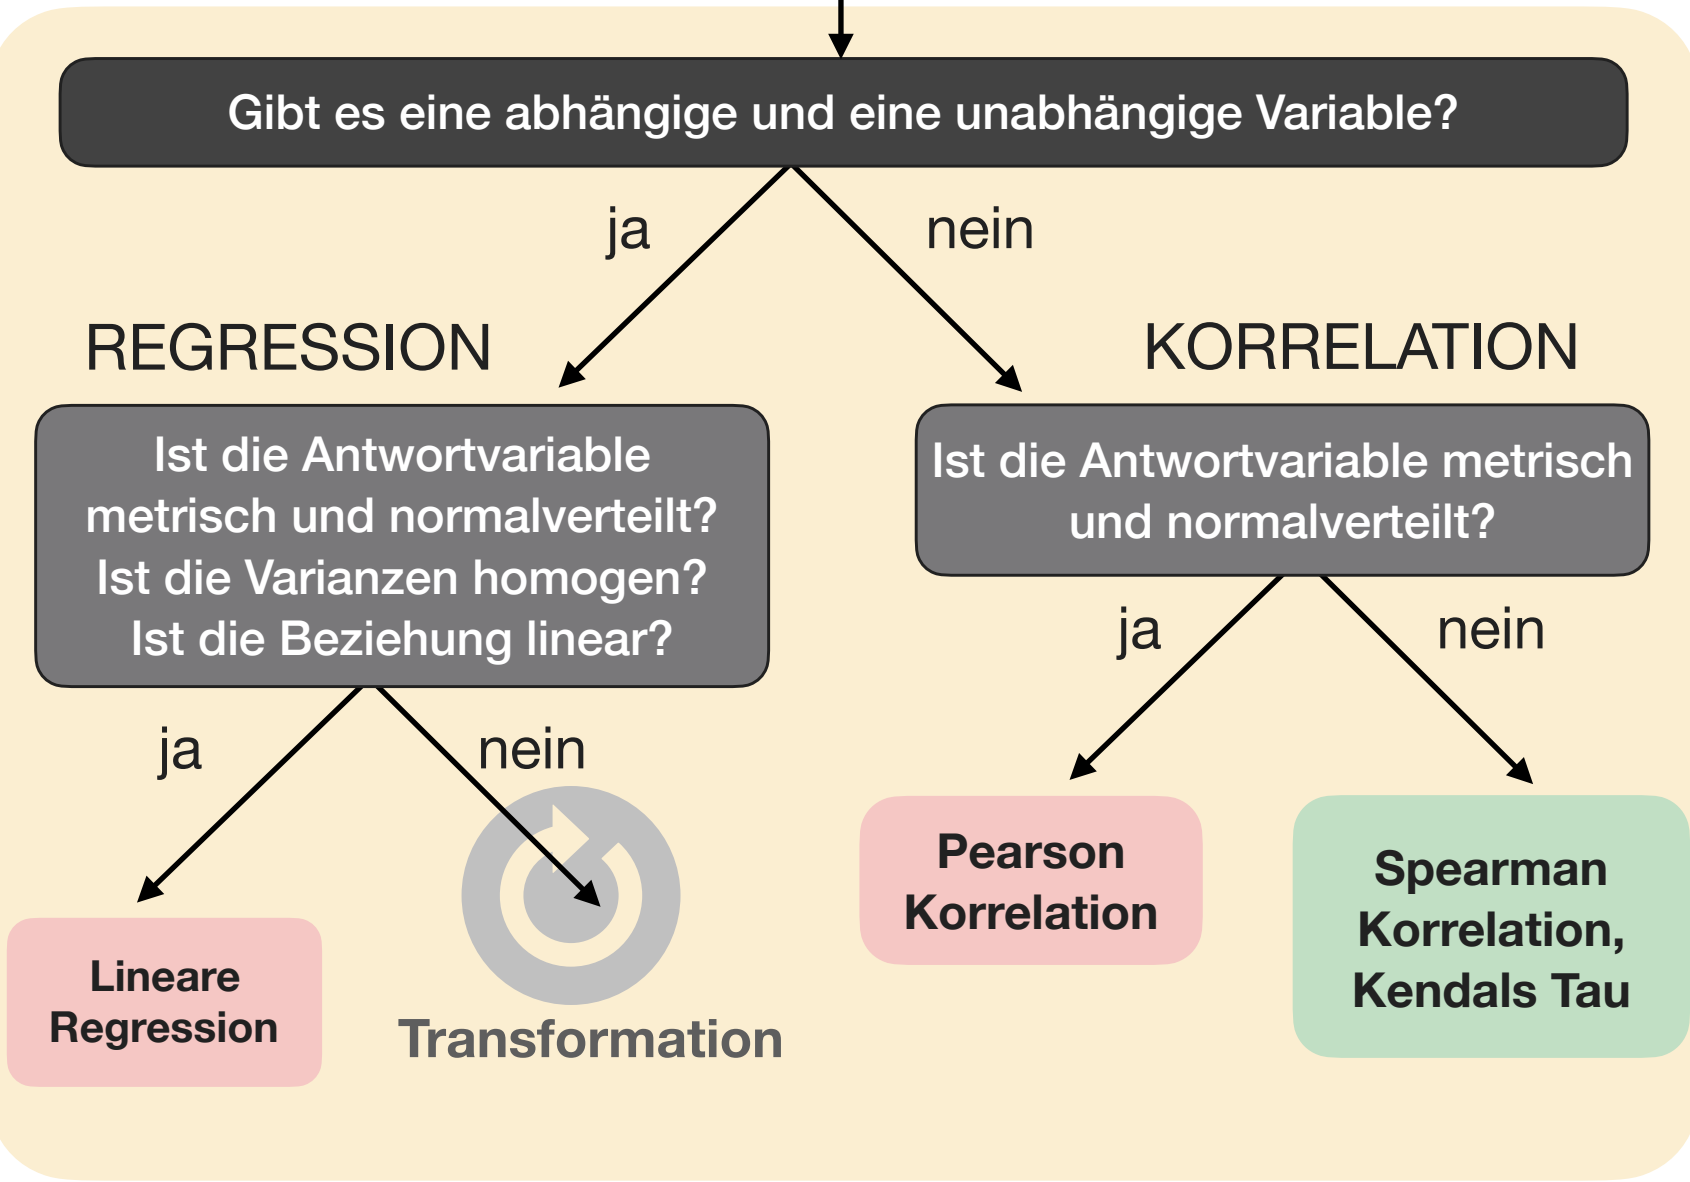 Gibt es eine abhängige und eine unabhängige Variable?
ja
nein
REGRESSION
KORRELATION
Ist die Antwortvariable
metrisch und normalverteilt?
Ist die Varianzen homogen?
Ist die Beziehung linear?
Ist die Antwortvariable metrisch
und normalverteilt?
ja
nein
ja
nein
Lineare
Regression
Transformation
Pearson
Korrelation
Spearman
Korrelation,
Kendals Tau